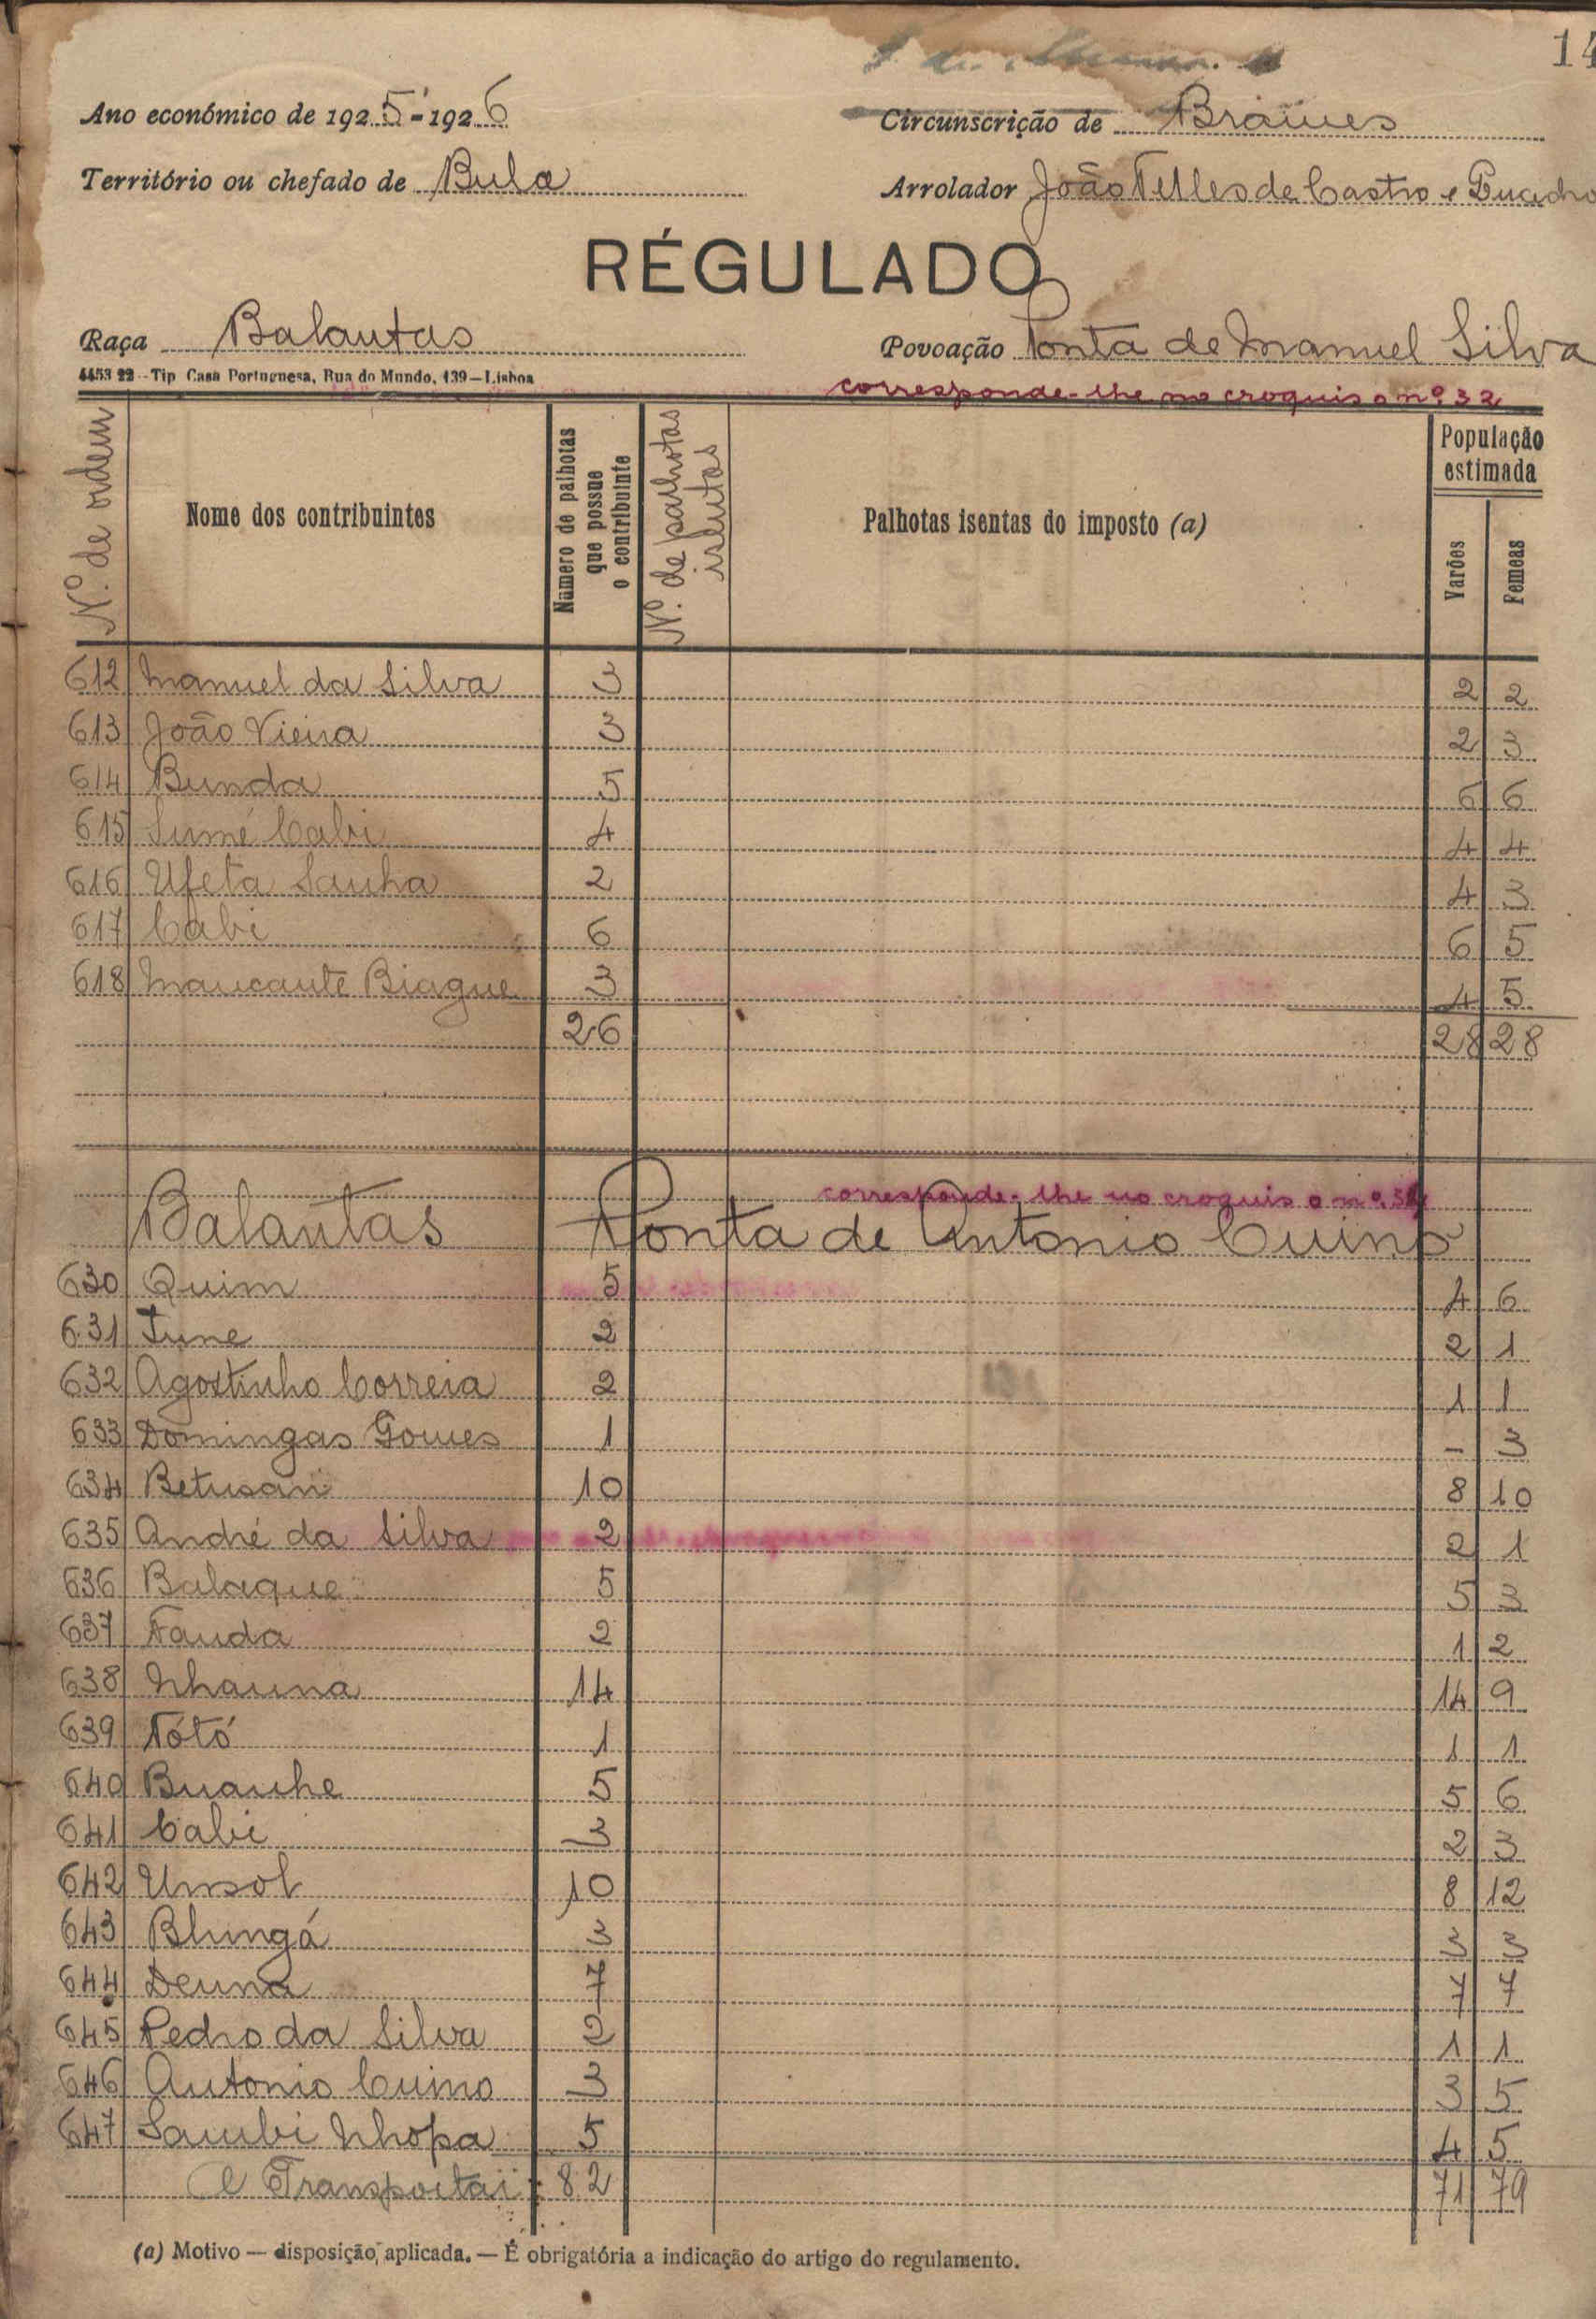 14
Ano económico de 1925-1926
Circunscrição de Brames
Território ou chefado de Bula
Arrolador João Telles de Castro e
RÉGULADO
Raça Balantas
Povoação Ponta de Manuel Silva
4453 22 - Tip Casa Portuguesa, Rua do Mundo, 139 - Lisboa
corresponde-lhe no croquis o nº 32
Nº. de ordem
Nome dos contribuintes
Número de palhotas que possue o contribuinte
Nº. de palhotas isentas
Palhotas isentas do imposto (a)
População estimada
Varões
Femeas
612 Manuel da Silva 3 2 2
613 João Vieira 3 2 3
614 Bunda 5 6 6
615 Sumé Cabi 4 4 4
616 Ufeta Sanha 2 4 3
617 Cabi 6 6 5
618 Mancante Biague 3 4 5
26 28 28
corresponde-lhe no croquis o nº.
Balantas Ponta de Antonio Cuino
630 Quim 5 4 6
631 June 2 2 1
632 Agostinho Correia 2 1 1
633 Domingas Gomes 1 - 3
634 Betusan 10 8 10
635 André da Silva 2 2 1
636 Balaque 5 5 3
637 Fanda 2 1 2
638 Nhauna 14 14 9
639 Tótó 1 1 1
640 Buanhe 5 5 6
641 Cabi 3 2 3
642 Unsol 10 8 12
643 Blungá 3 3 3
644 Deuna 7 7 7
645 Pedro da Silva 2 1 1
646 Antonio Cuino 3 3 5
647 Sambi Nhopa 5 4 5
A Transportar 82 71 79
(a) Motivo — disposição, aplicada. — É obrigatória a indicação do artigo do regulamento.